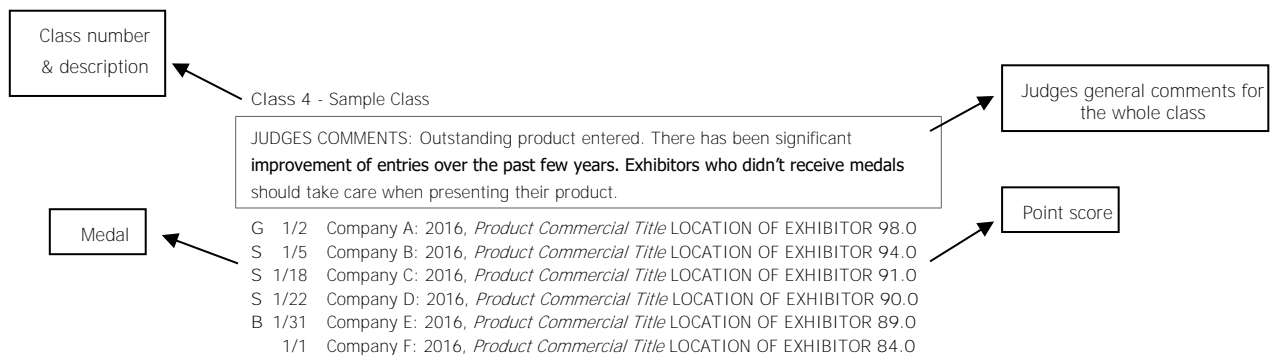 Class number
& description
Class 4 - Sample Class
Judges general comments for
the whole class
JUDGES COMMENTS: Outstanding product entered. There has been significant
improvement of entries over the past few years. Exhibitors who didn’t receive medals
should take care when presenting their product.
Medal
Point score
G 1/2 Company A: 2016, Product Commercial Title LOCATION OF EXHIBITOR 98.0
S 1/5 Company B: 2016, Product Commercial Title LOCATION OF EXHIBITOR 94.0
S 1/18 Company C: 2016, Product Commercial Title LOCATION OF EXHIBITOR 91.0
S 1/22 Company D: 2016, Product Commercial Title LOCATION OF EXHIBITOR 90.0
B 1/31 Company E: 2016, Product Commercial Title LOCATION OF EXHIBITOR 89.0
1/1 Company F: 2016, Product Commercial Title LOCATION OF EXHIBITOR 84.0